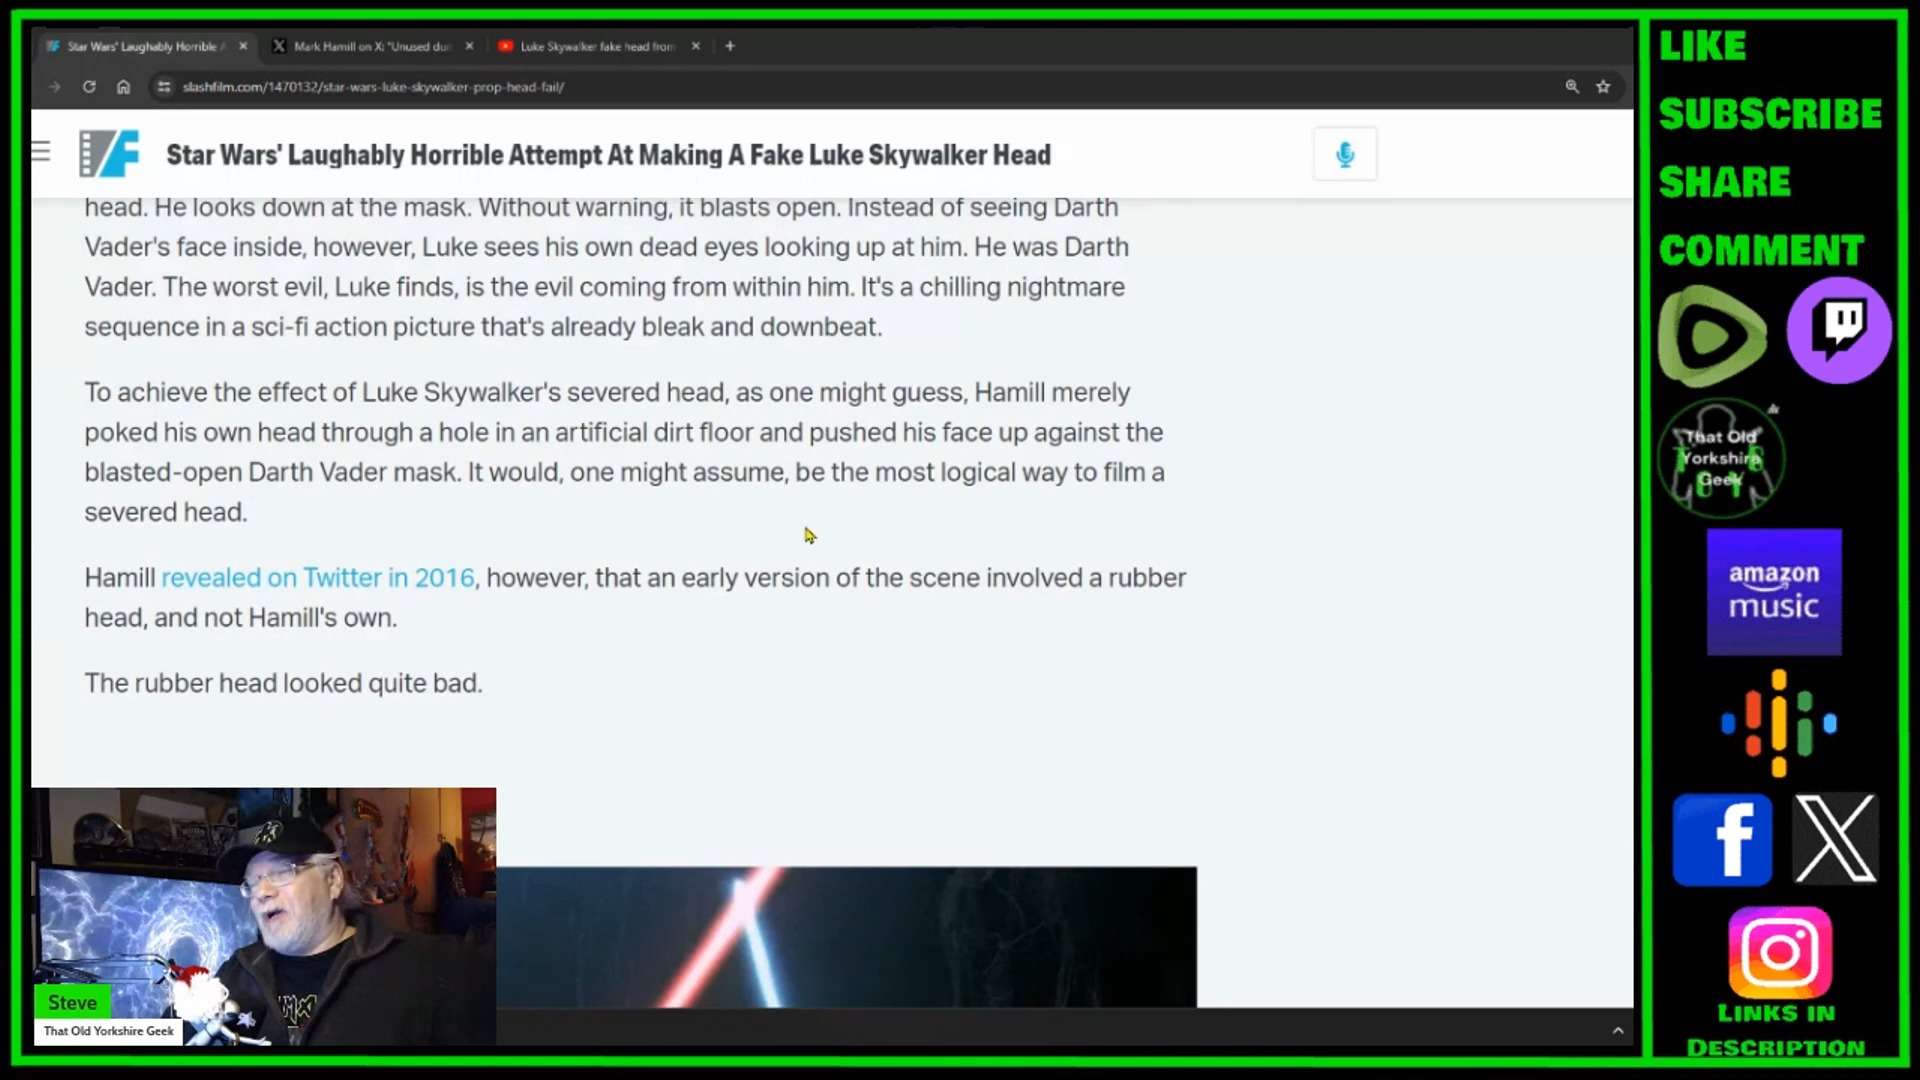 Star Wars' Laughably Horrible
Mark Hamill on X: "Unused du
Luke Skywalker fake head from
slashfilm.com/1470132/star-wars-luke-skywalker-prop-head-fail/
Star Wars' Laughably Horrible Attempt At Making A Fake Luke Skywalker Head
head. He looks down at the mask. Without warning, it blasts open. Instead of seeing Darth
Vader's face inside, however, Luke sees his own dead eyes looking up at him. He was Darth
Vader. The worst evil, Luke finds, is the evil coming from within him. It's a chilling nightmare
sequence in a sci-fi action picture that's already bleak and downbeat.
To achieve the effect of Luke Skywalker's severed head, as one might guess, Hamill merely
poked his own head through a hole in an artificial dirt floor and pushed his face up against the
blasted-open Darth Vader mask. It would, one might assume, be the most logical way to film a
severed head.
Hamill revealed on Twitter in 2016, however, that an early version of the scene involved a rubber
head, and not Hamill's own.
The rubber head looked quite bad.
Steve
That Old Yorkshire Geek
LIKE
SUBSCRIBE
SHARE
COMMENT
That Old
Yorkshire
Geek
amazon
music
LINKS IN
DESCRIPTION